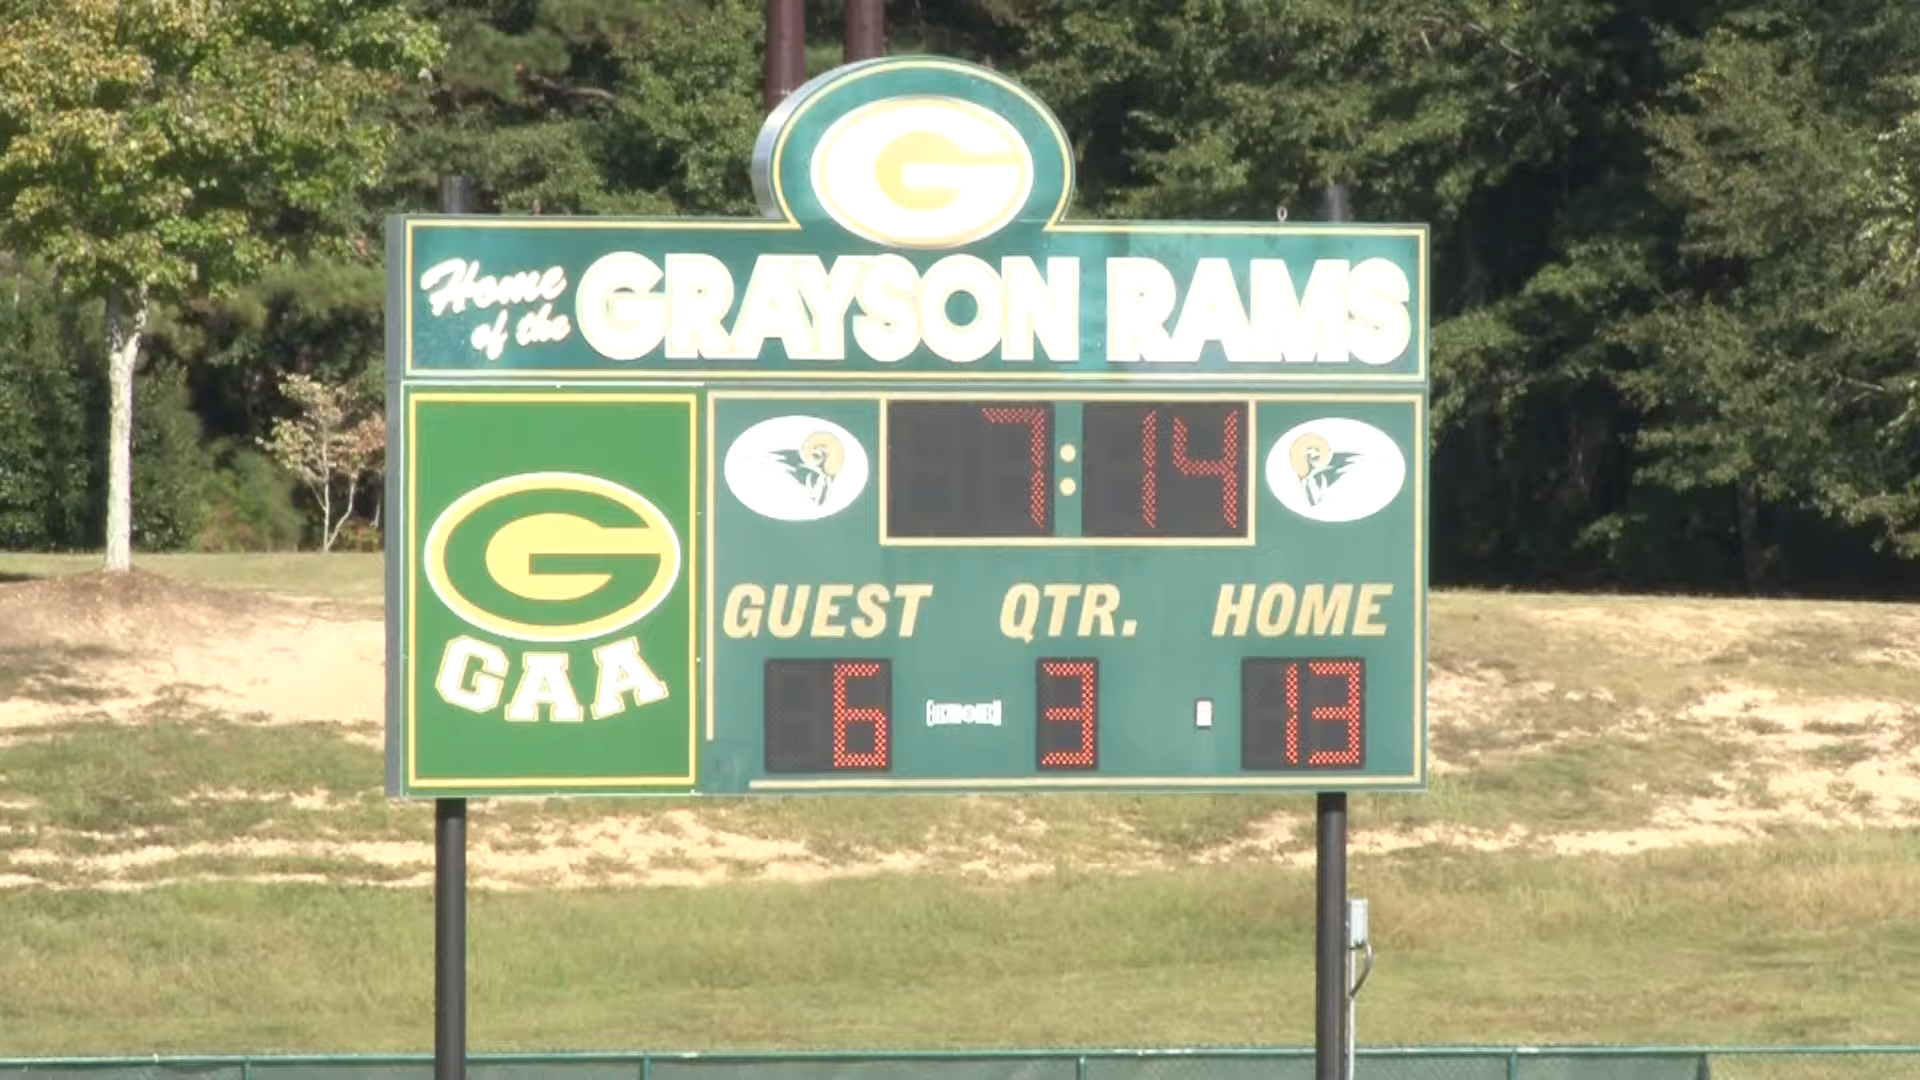 G
Home
of the
GRAYSON RAMS
7:14
G
GAA
GUEST QTR. HOME
6 3 13